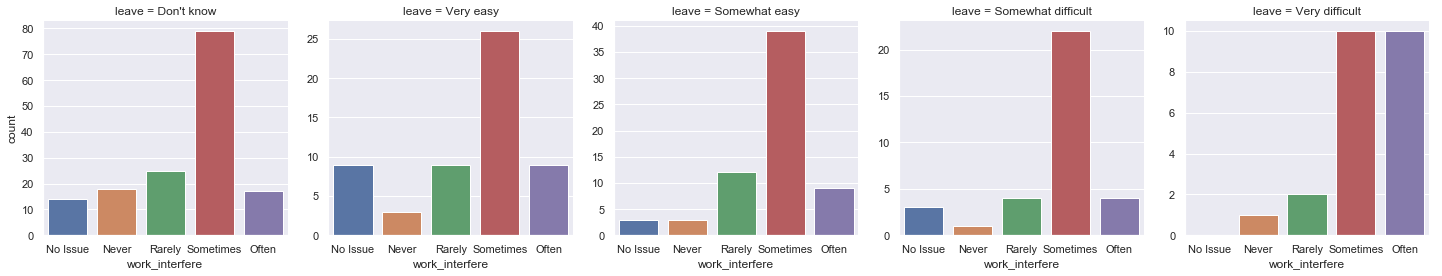 leave = Don't know
count
80
70
60
50
40
30
20
10
0
No Issue Never Rarely Sometimes Often
work_interfere
leave = Very easy
25
20
15
10
5
0
No Issue Never Rarely Sometimes Often
work_interfere
leave = Somewhat easy
40
35
30
25
20
15
10
5
0
No Issue Never Rarely Sometimes Often
work_interfere
leave = Somewhat difficult
20
15
10
5
0
No Issue Never Rarely Sometimes Often
work_interfere
leave = Very difficult
10
8
6
4
2
0
No Issue Never Rarely Sometimes Often
work_interfere